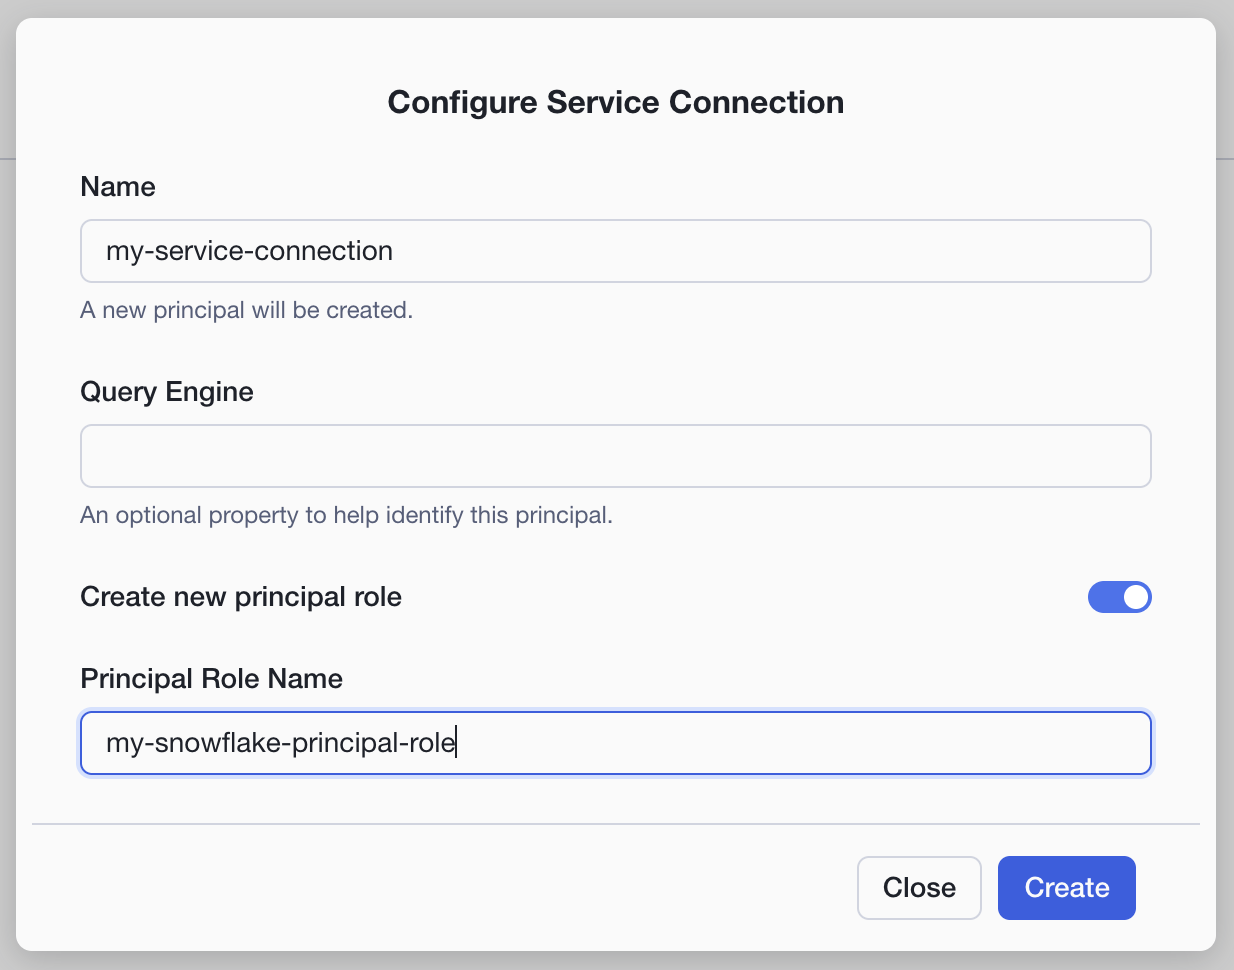 Configure Service Connection
Name
my-service-connection
A new principal will be created.
Query Engine
An optional property to help identify this principal.
Create new principal role
Principal Role Name
my-snowflake-principal-role
Close
Create